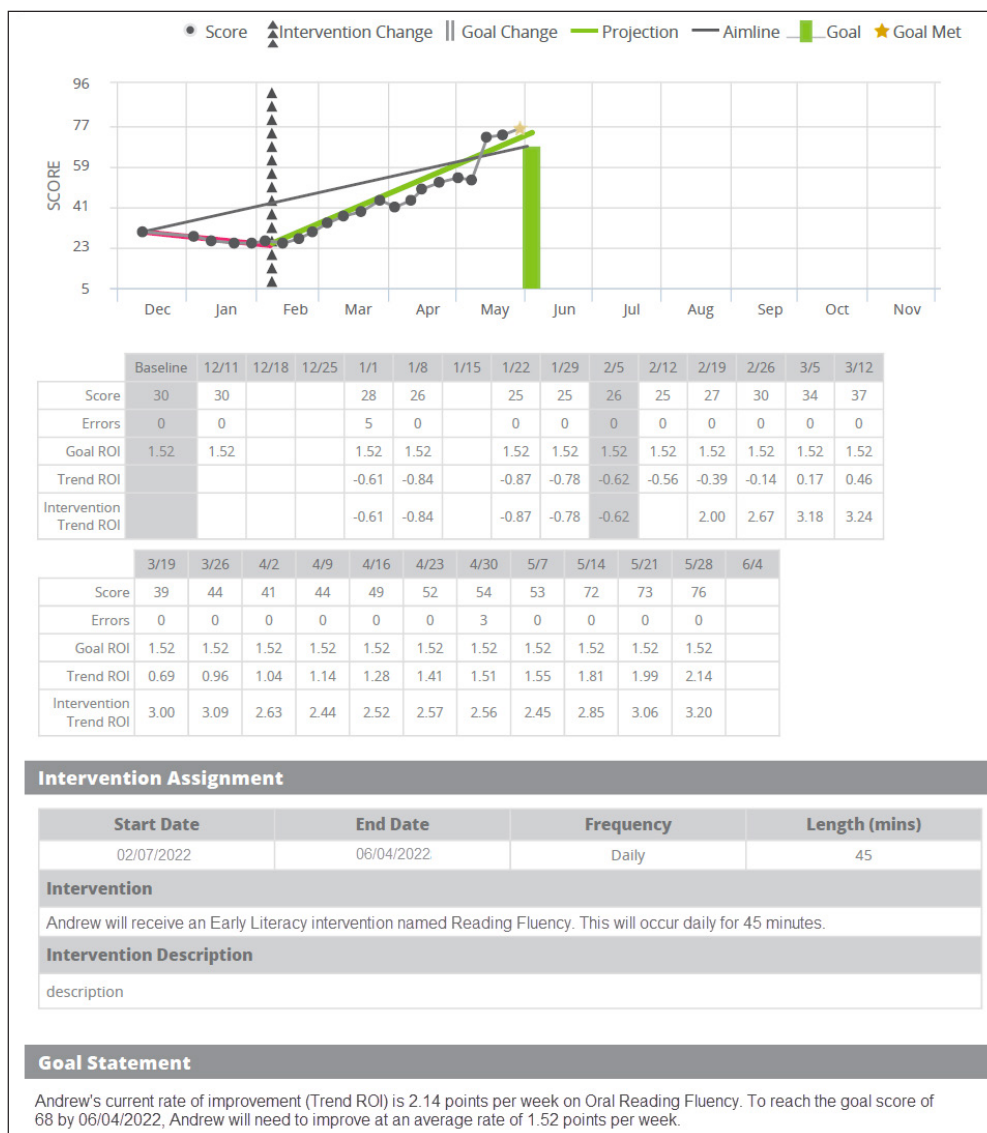 Score Intervention Change Goal Change Projection Aimline Goal Goal Met
96
77
59
41
23
5
SCORE
Dec Jan Feb Mar Apr May Jun Jul Aug Sep Oct Nov
Baseline 12/11 12/18 12/25 1/1 1/8 1/15 1/22 1/29 2/5 2/12 2/19 2/26 3/5 3/12
Score 30 30 28 26 25 25 26 25 27 30 34 37
Errors 0 0 5 0 0 0 0 0 0 0 0 0
Goal ROI 1.52 1.52 1.52 1.52 1.52 1.52 1.52 1.52 1.52 1.52 1.52 1.52
Trend ROI -0.61 -0.84 -0.87 -0.78 -0.62 -0.56 -0.39 -0.14 0.17 0.46
Intervention
Trend ROI -0.61 -0.84 -0.87 -0.78 -0.62 2.00 2.67 3.18 3.24
3/19 3/26 4/2 4/9 4/16 4/23 4/30 5/7 5/14 5/21 5/28 6/4
Score 39 44 41 44 49 52 54 53 72 73 76
Errors 0 0 0 0 0 0 3 0 0 0 0
Goal ROI 1.52 1.52 1.52 1.52 1.52 1.52 1.52 1.52 1.52 1.52 1.52
Trend ROI 0.69 0.96 1.04 1.14 1.28 1.41 1.51 1.55 1.81 1.99 2.14
Intervention
Trend ROI 3.00 3.09 2.63 2.44 2.52 2.57 2.56 2.45 2.85 3.06 3.20
Intervention Assignment
Start Date End Date Frequency Length (mins)
02/07/2022 06/04/2022 Daily 45
Intervention
Andrew will receive an Early Literacy intervention named Reading Fluency. This will occur daily for 45 minutes.
Intervention Description
description
Goal Statement
Andrew's current rate of improvement (Trend ROI) is 2.14 points per week on Oral Reading Fluency. To reach the goal score of
68 by 06/04/2022, Andrew will need to improve at an average rate of 1.52 points per week.